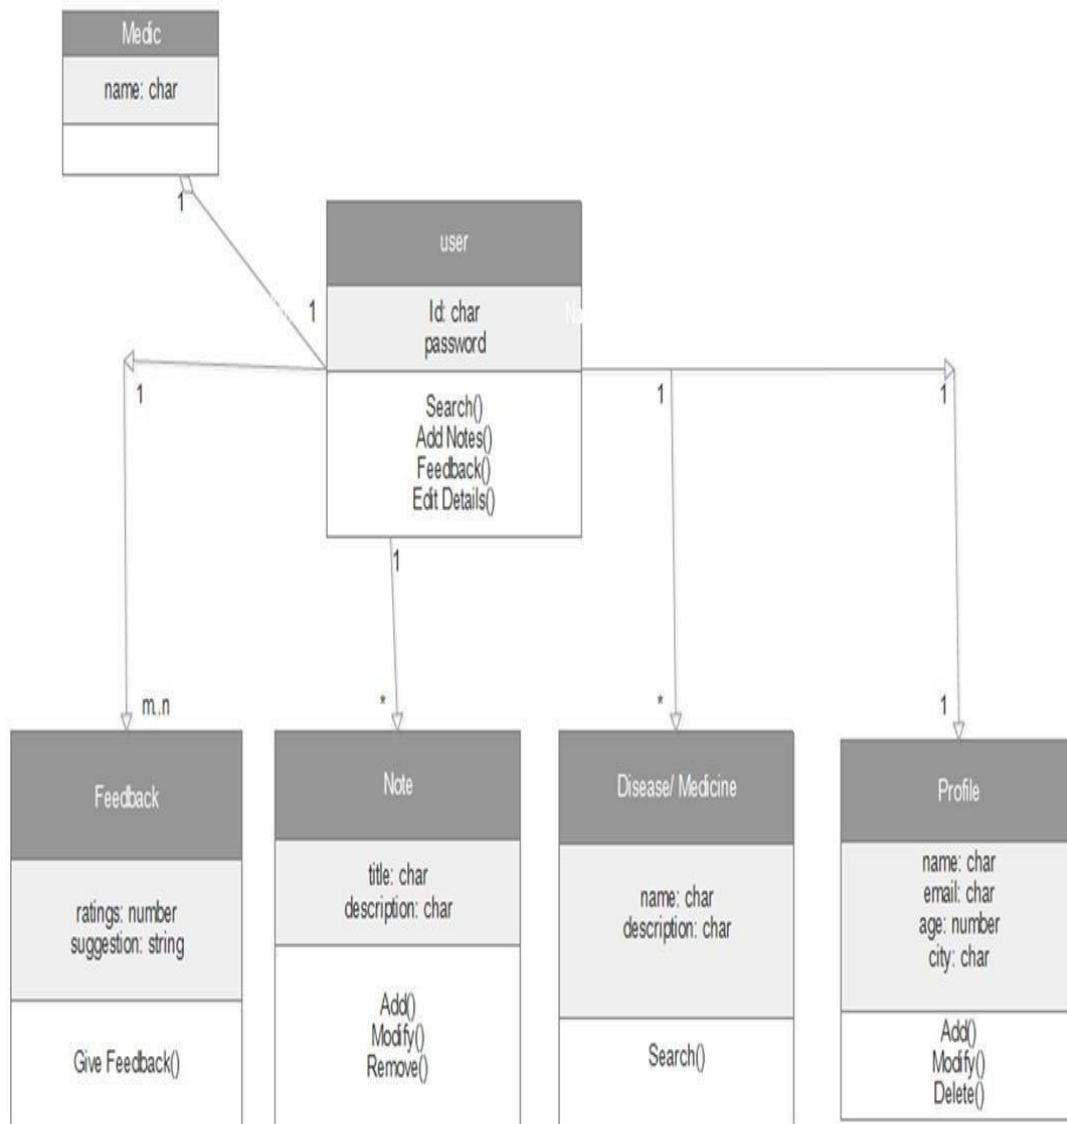 Medic
name: char
1
user
1
Id: char
password
Search()
Add Notes()
Feedback()
Edit Details()
1
1
1
1
m..n
*
*
1
Feedback
ratings: number
suggestion: string
Give Feedback()
Note
title: char
description: char
Add()
Modify()
Remove()
Disease/ Medicine
name: char
description: char
Search()
Profile
name: char
email: char
age: number
city: char
Add()
Modify()
Delete()